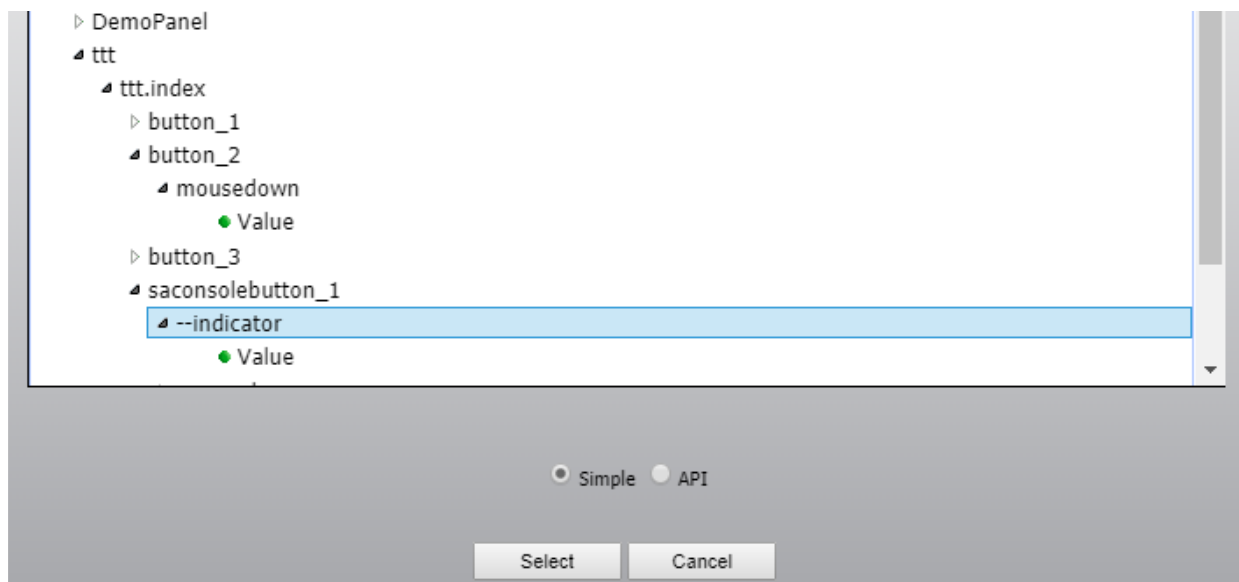 DemoPanel
ttt
ttt.index
button_1
button_2
mousedown
Value
button_3
saconsolebutton_1
--indicator
Value
Simple API
Select Cancel